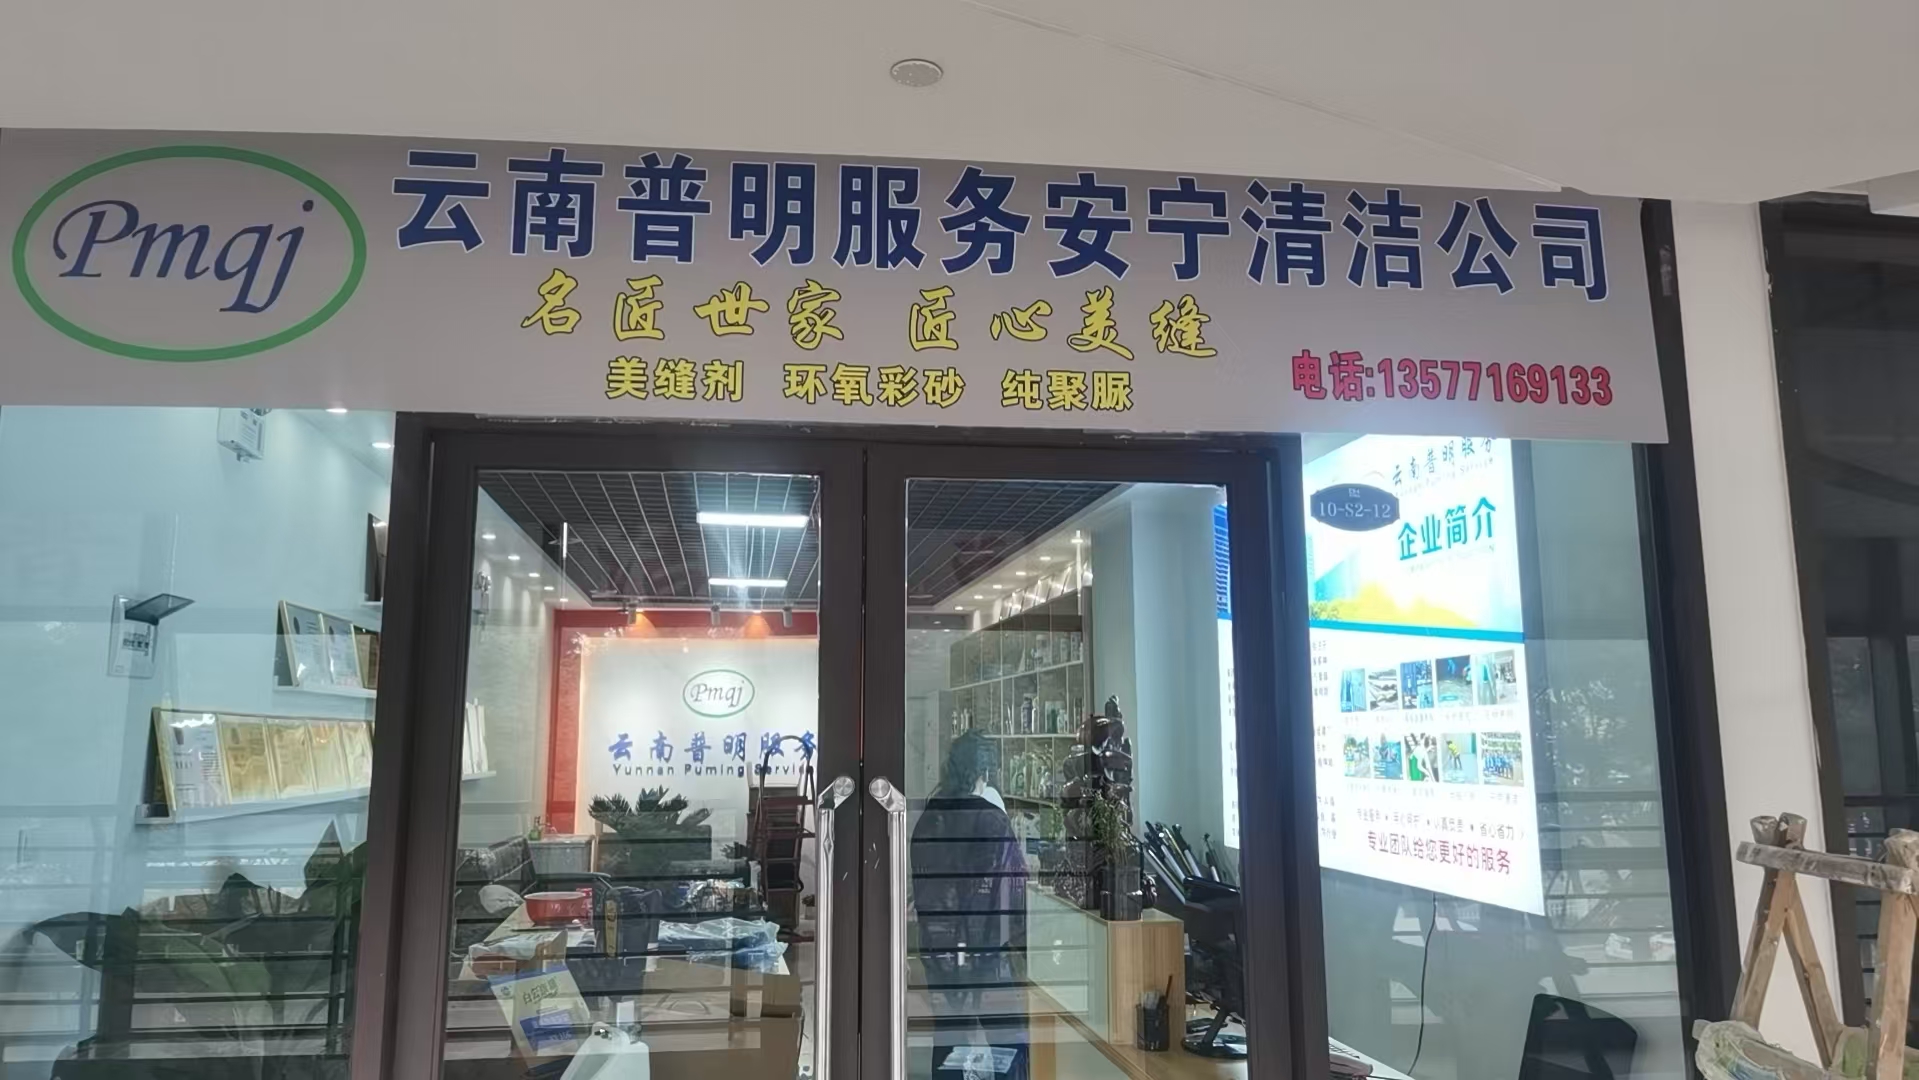 Pmqj
云南普明服务安宁清洁公司
名匠世家 匠心美缝
美缝剂 环氧彩砂 纯聚脲
电话:13577169133
云南普明服务
10-S2-12
企业简介
Pmqj
云南普明服务
Yunnan Puming Service
专业团队给您更好的服务